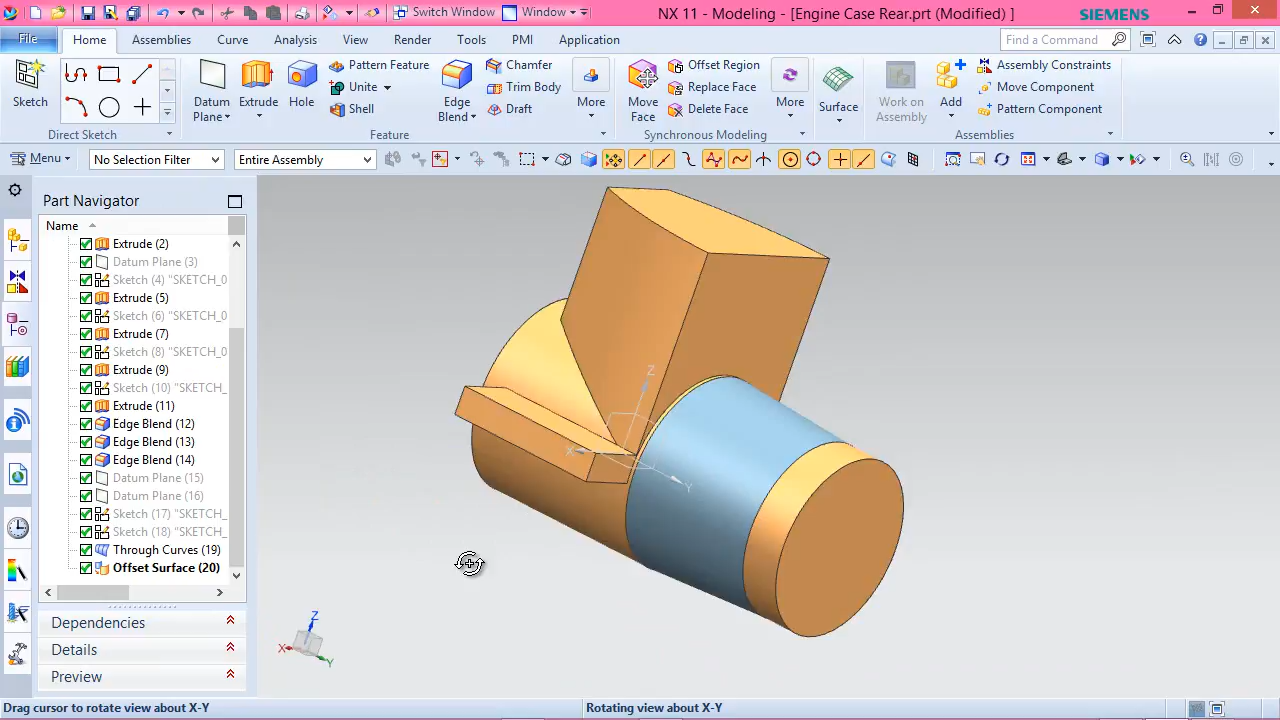 Switch Window
Window
NX 11 - Modeling - [Engine Case Rear.prt (Modified) ]
SIEMENS
File
Home
Assemblies
Curve
Analysis
View
Render
Tools
PMI
Application
Find a Command
Sketch
Direct Sketch
Datum
Plane
Extrude
Hole
Pattern Feature
Unite
Shell
Edge
Blend
Chamfer
Trim Body
Draft
More
Feature
Move
Face
Offset Region
Replace Face
Delete Face
More
Synchronous Modeling
Surface
Work on
Assembly
Add
Assembly Constraints
Move Component
Pattern Component
Assemblies
Menu
No Selection Filter
Entire Assembly
Part Navigator
Name
Extrude (2)
Datum Plane (3)
Sketch (4) "SKETCH_0
Extrude (5)
Sketch (6) "SKETCH_0
Extrude (7)
Sketch (8) "SKETCH_0
Extrude (9)
Sketch (10) "SKETCH_
Extrude (11)
Edge Blend (12)
Edge Blend (13)
Edge Blend (14)
Datum Plane (15)
Datum Plane (16)
Sketch (17) "SKETCH_
Sketch (18) "SKETCH_
Through Curves (19)
Offset Surface (20)
Dependencies
Details
Preview
Z
X
Y
Z
X
Y
Drag cursor to rotate view about X-Y
Rotating view about X-Y